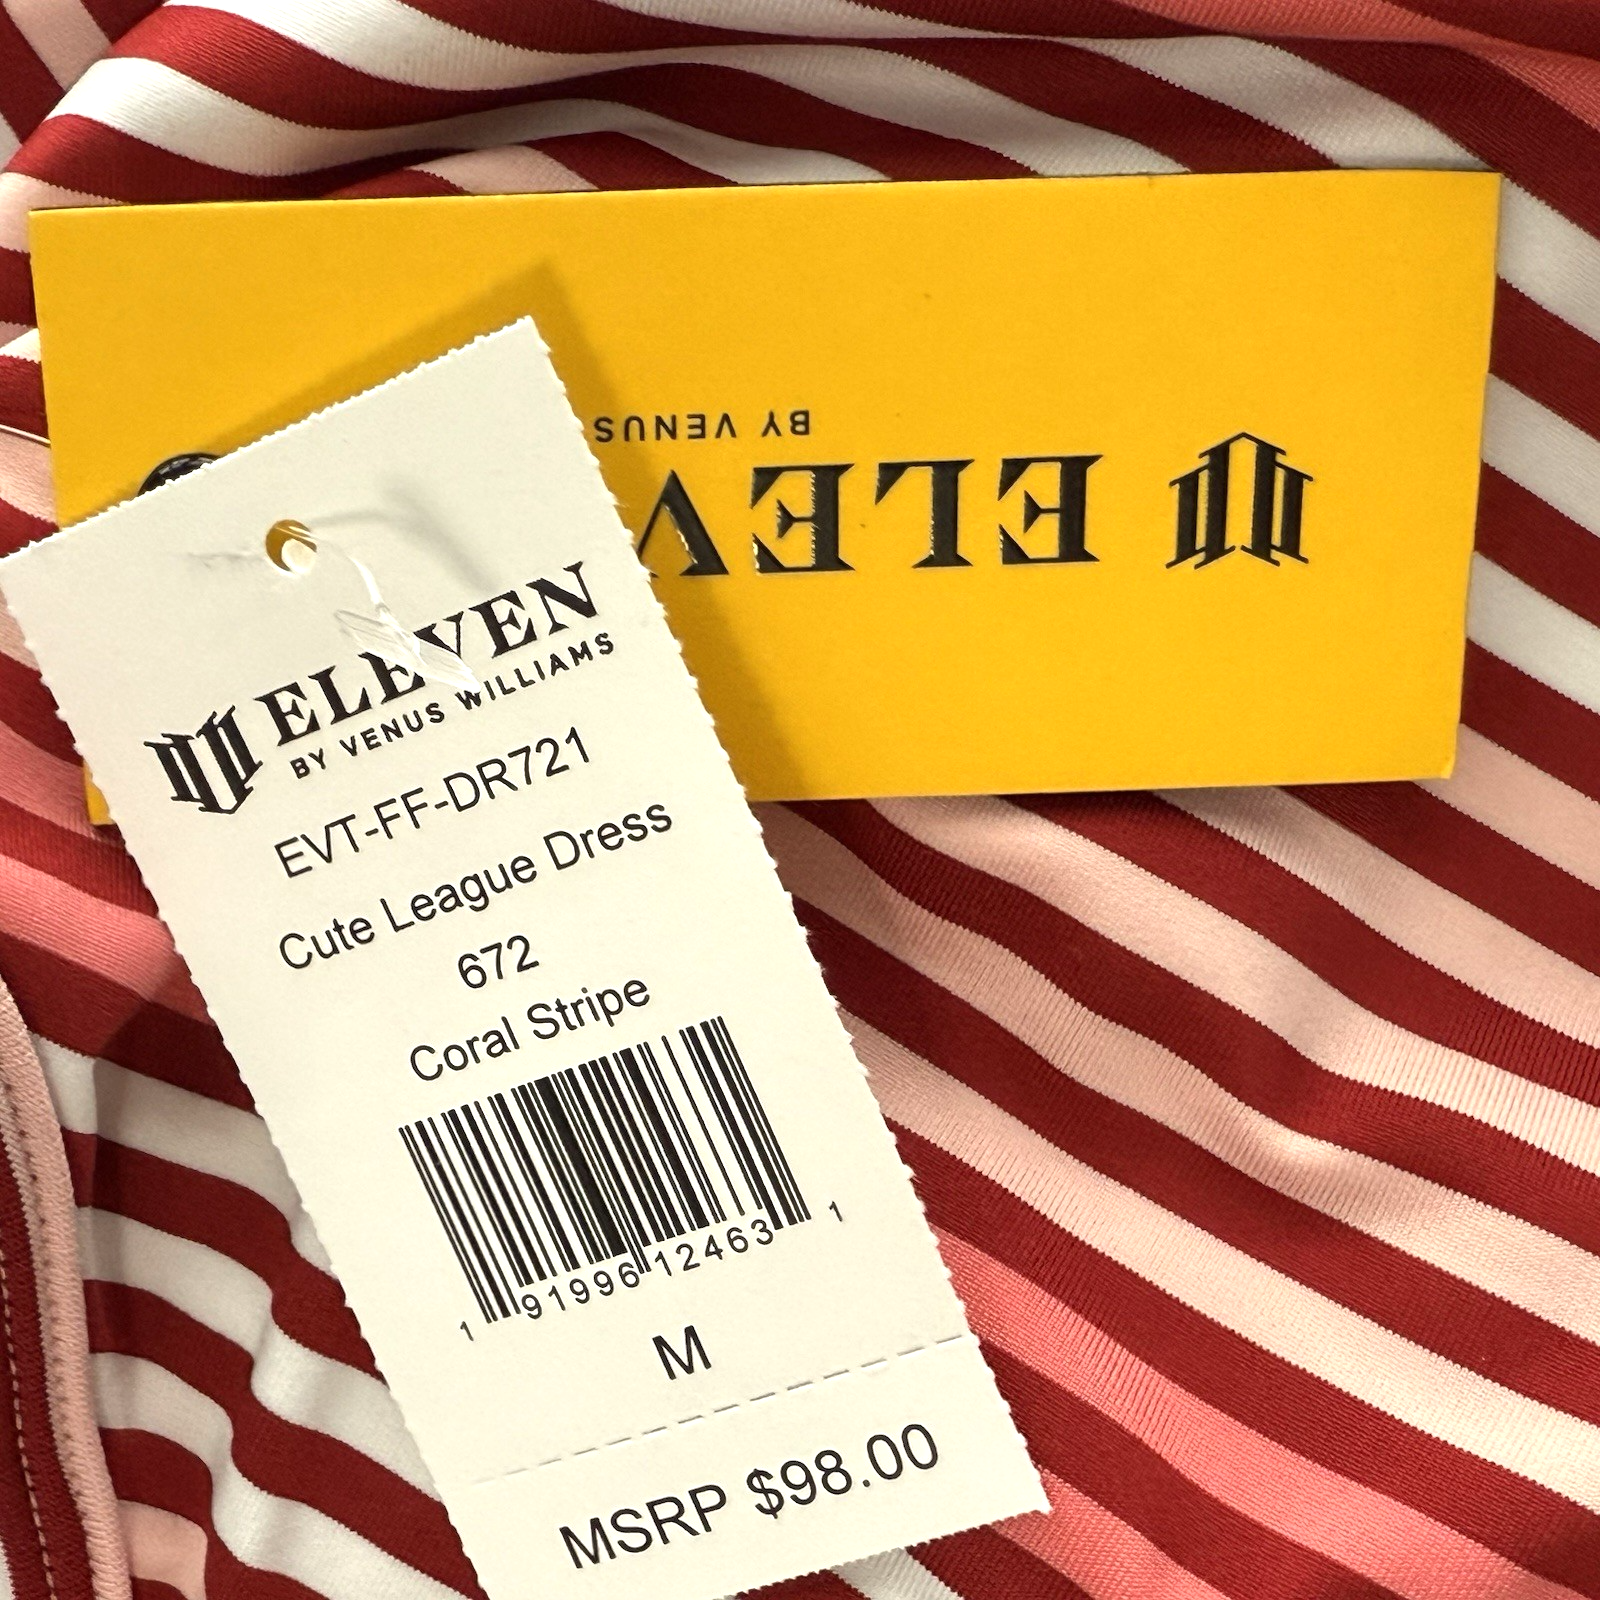 ELEVEN
BY VENUS WILLIAMS
EVT-FF-DR721
Cute League Dress
672
Coral Stripe
1 91996 12463 1
M
MSRP $98.00
BY VENUS
ELEV